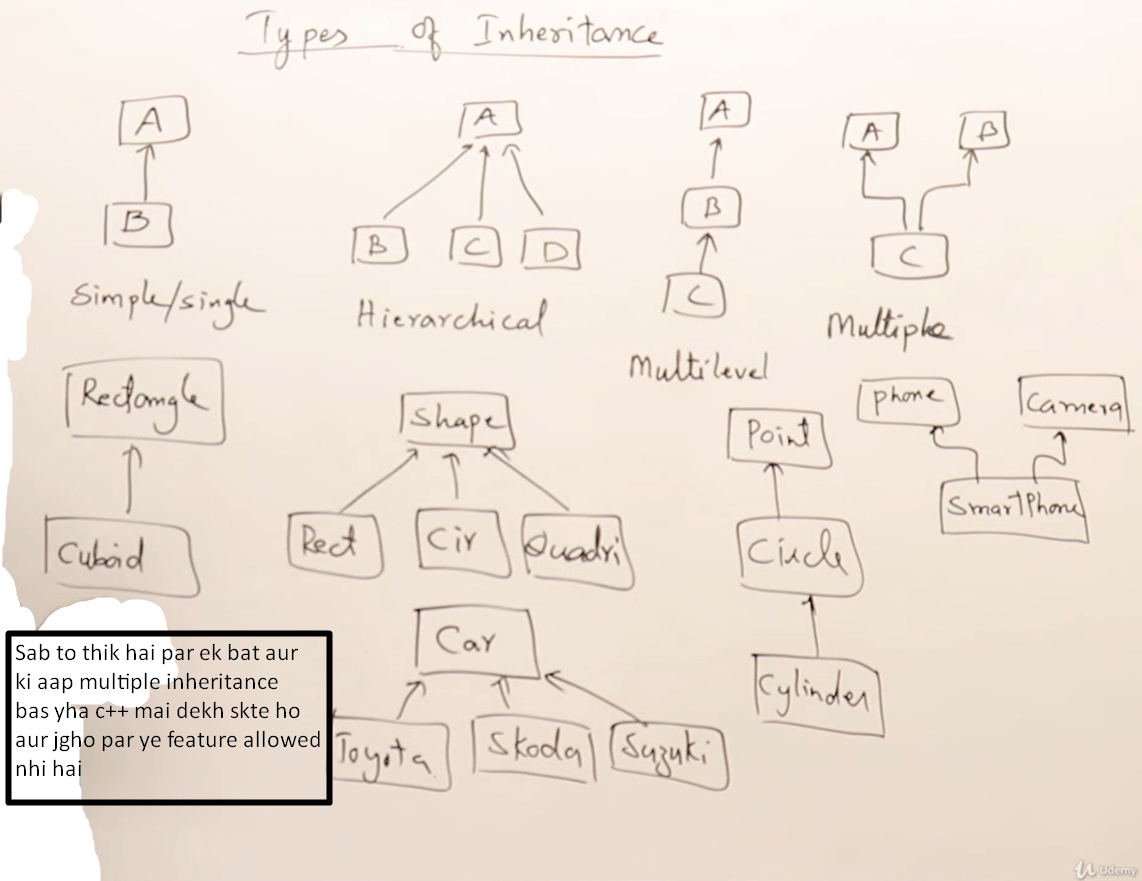 Types of Inheritance
A
B
Simple/single
A
B C D
Hierarchical
A
B
C
Multilevel
A B
C
Multiple
Rectangle
Cuboid
Shape
Rect Cir Quadri
Car
Toyota Skoda Suzuki
Point
Circle
Cylinder
phone Camera
SmartPhone
Sab to thik hai par ek bat aur
ki aap multiple inheritance
bas yha c++ mai dekh skte ho
aur jgho par ye feature allowed
nhi hai
Udemy